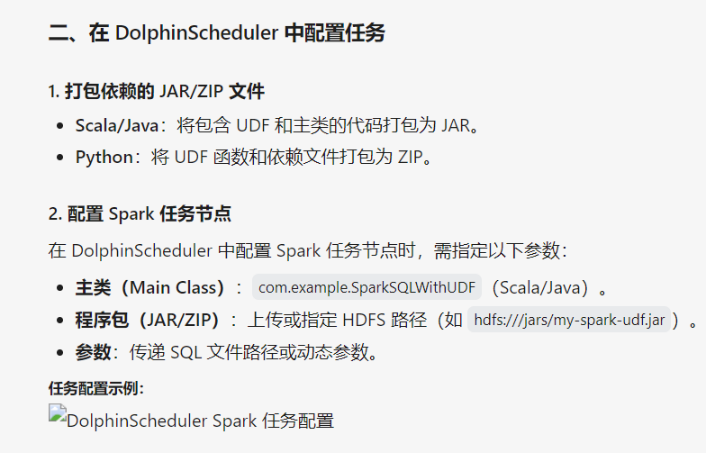 二、在 DolphinScheduler 中配置任务
1. 打包依赖的 JAR/ZIP 文件
• Scala/Java：将包含 UDF 和主类的代码打包为 JAR。
• Python：将 UDF 函数和依赖文件打包为 ZIP。
2. 配置 Spark 任务节点
在 DolphinScheduler 中配置 Spark 任务节点时，需指定以下参数：
• 主类（Main Class）：com.example.SparkSQLWithUDF（Scala/Java）。
• 程序包（JAR/ZIP）：上传或指定 HDFS 路径（如 hdfs:///jars/my-spark-udf.jar）。
• 参数：传递 SQL 文件路径或动态参数。
任务配置示例：
DolphinScheduler Spark 任务配置